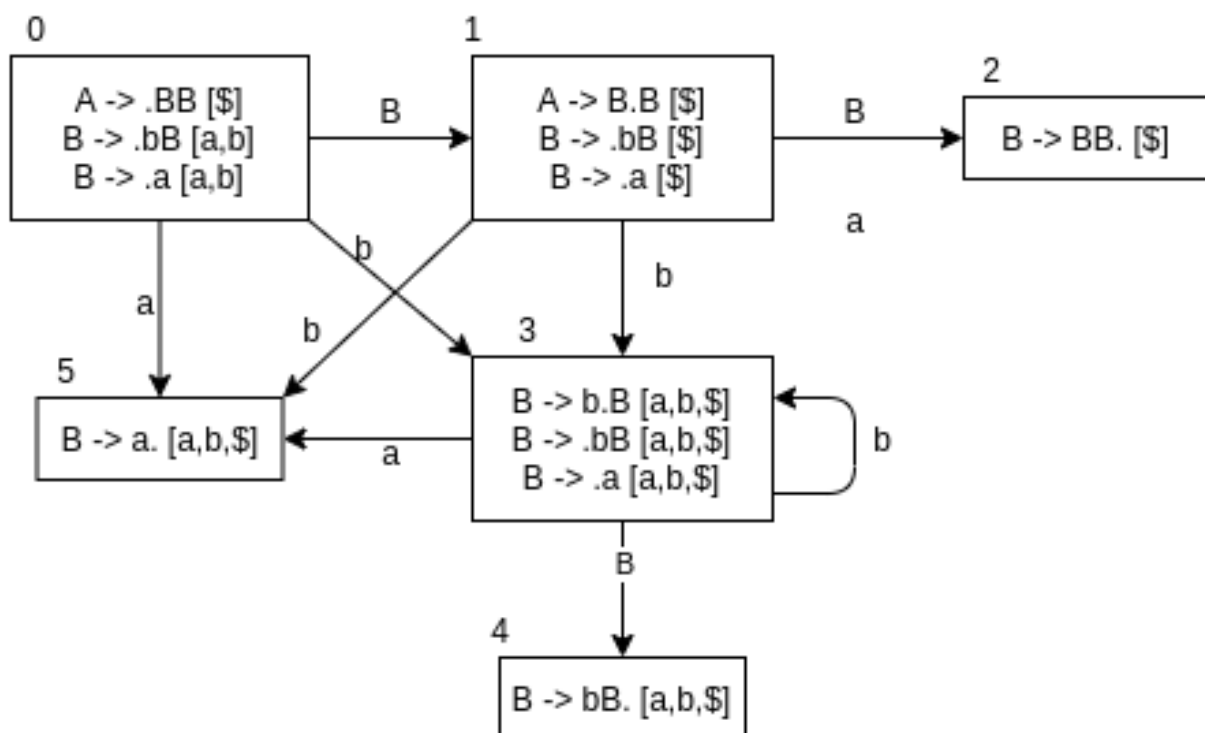 0
A -> .BB [$]
B -> .bB [a,b]
B -> .a [a,b]
B
1
A -> B.B [$]
B -> .bB [$]
B -> .a [$]
B
2
B -> BB. [$]
a
b
a
b
b
3
5
B -> a. [a,b,$]
a
B -> b.B [a,b,$]
B -> .bB [a,b,$]
B -> .a [a,b,$]
b
B
4
B -> bB. [a,b,$]